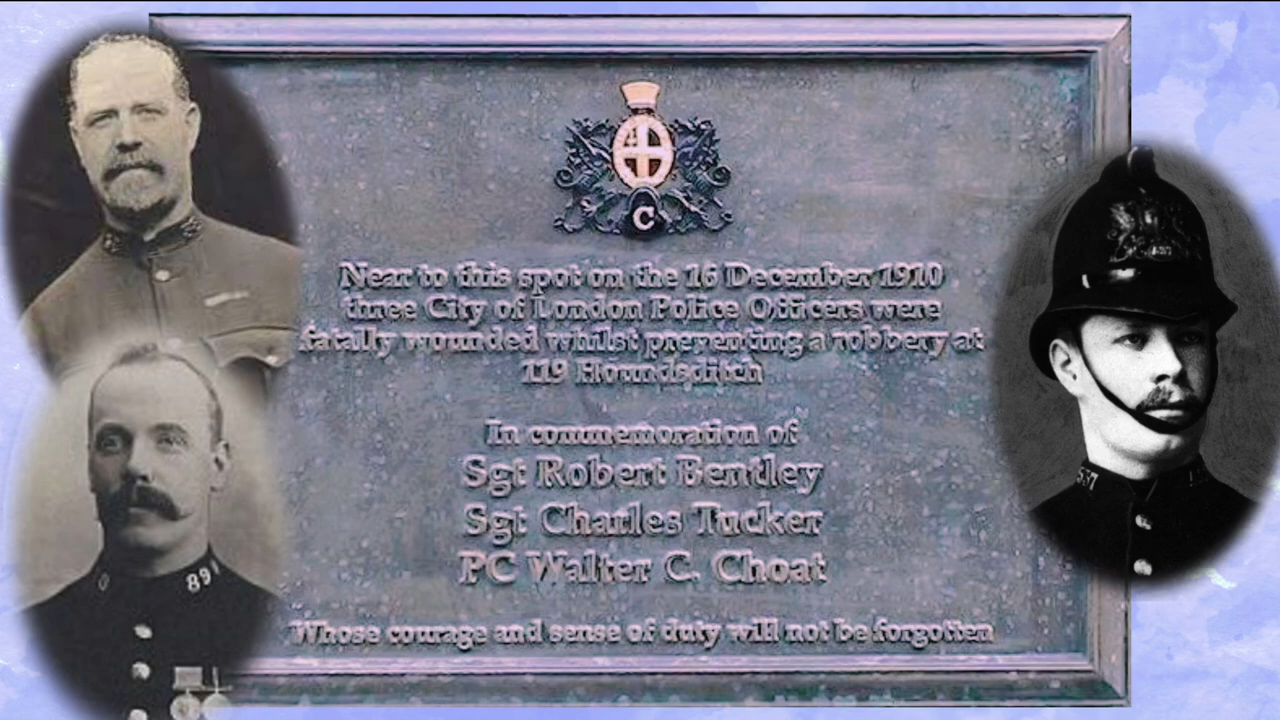 C
Near to this spot on the 16 December 1910
three City of London Police Officers were
fatally wounded whilst preventing a robbery at
119 Houndsditch
In commemoration of
Sgt Robert Bentley
Sgt Charles Tucker
PC Walter C. Choat
Whose courage and sense of duty will not be forgotten
89